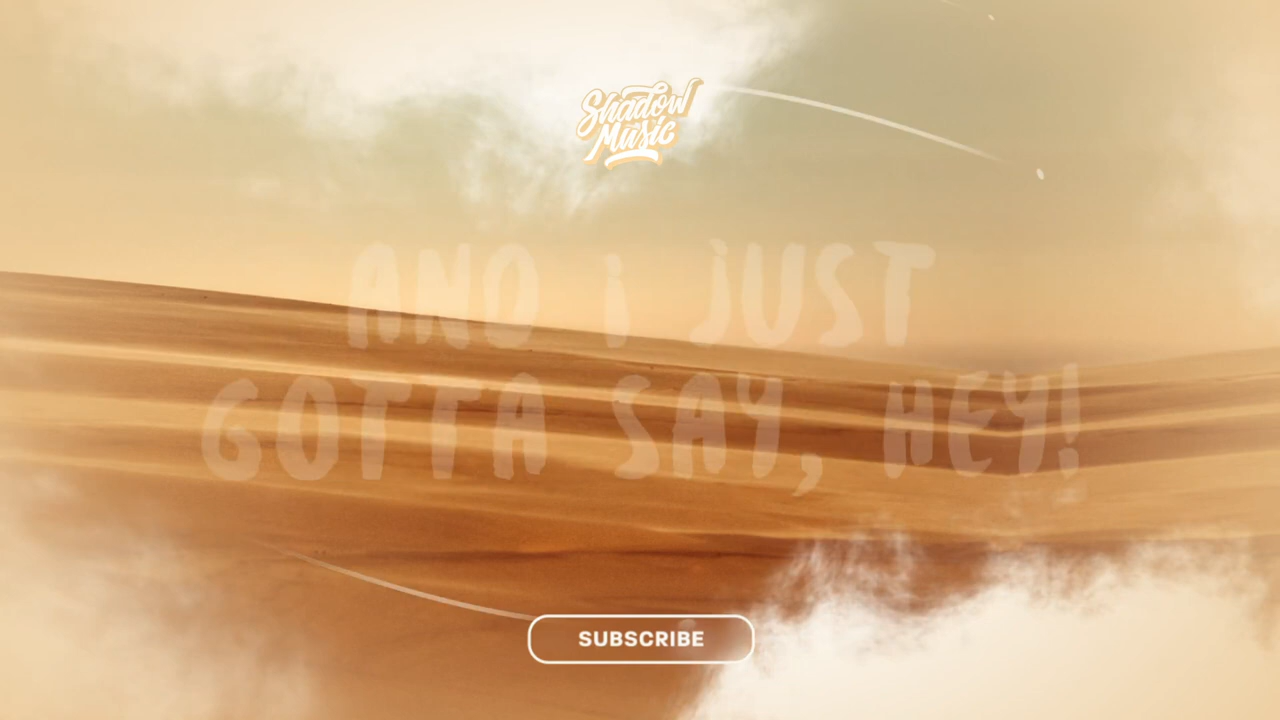 Shadow
Music
AND i JUST
GOTTA SAY, HEY!
SUBSCRIBE